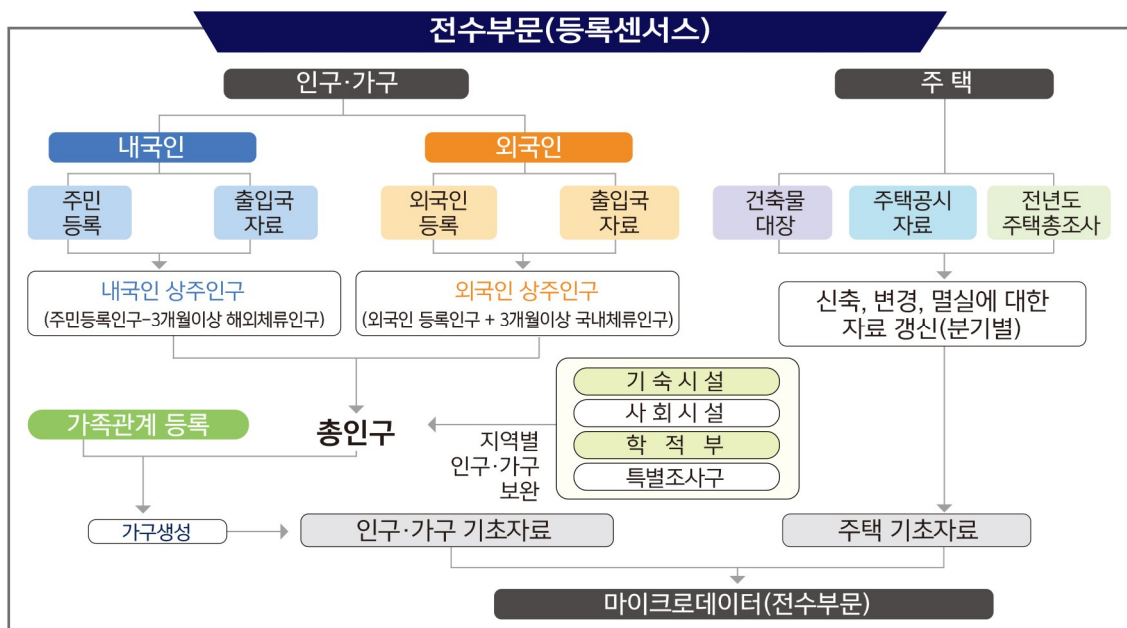 전수부문(등록센서스)
인구·가구
주 택
내국인
외국인
주민
등록
출입국
자료
외국인
등록
출입국
자료
건축물
대장
주택공시
자료
전년도
주택총조사
내국인 상주인구
(주민등록인구-3개월이상 해외체류인구)
외국인 상주인구
(외국인 등록인구 + 3개월이상 국내체류인구)
신축, 변경, 멸실에 대한
자료 갱신(분기별)
기 숙 시 설
사 회 시 설
학 적 부
특별조사구
가족관계 등록
총인구
지역별
인구·가구
보완
가구생성
인구·가구 기초자료
주택 기초자료
마이크로데이터(전수부문)